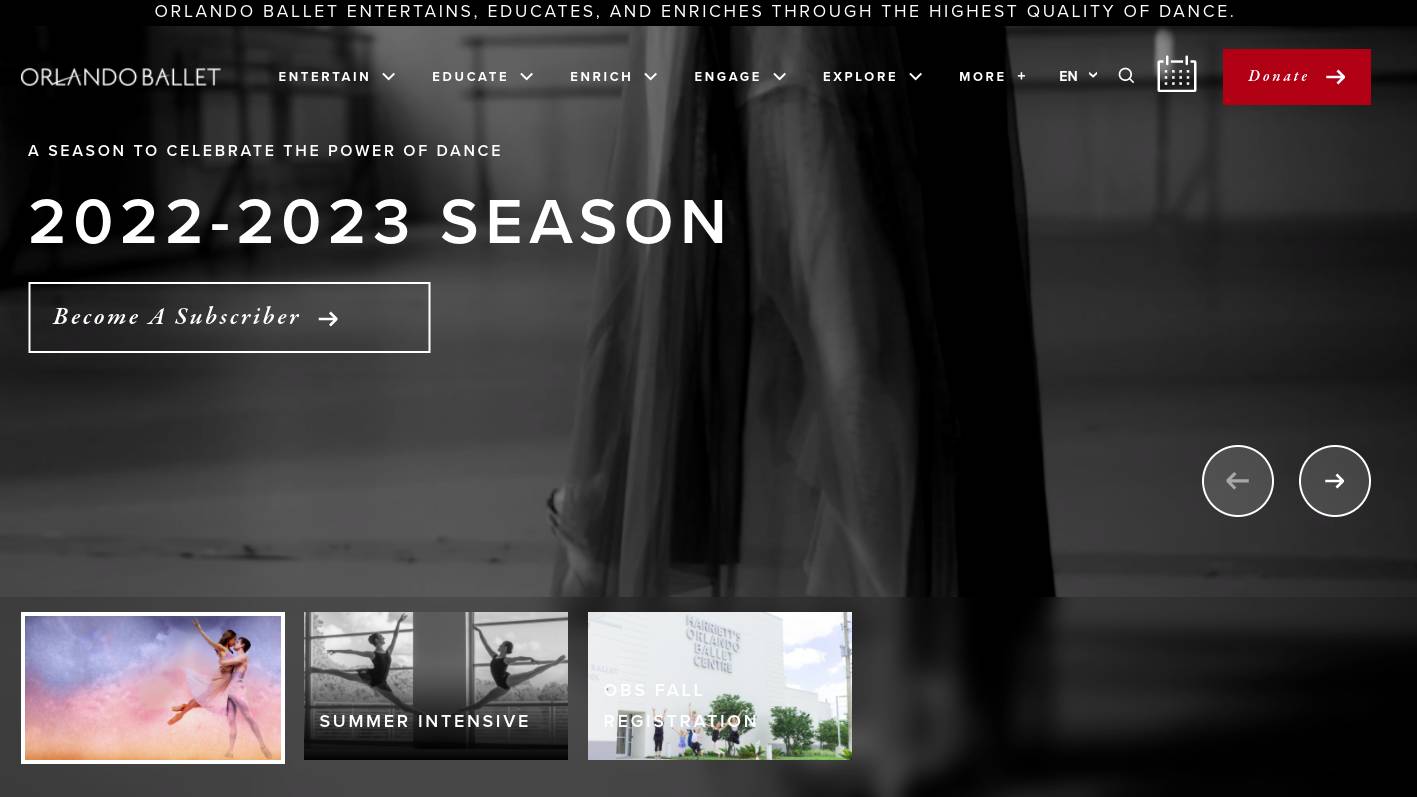 ORLANDO BALLET ENTERTAINS, EDUCATES, AND ENRICHES THROUGH THE HIGHEST QUALITY OF DANCE.
ORLANDO BALLET ENTERTAIN EDUCATE ENRICH ENGAGE EXPLORE MORE + EN Donate
A SEASON TO CELEBRATE THE POWER OF DANCE
2022-2023 SEASON
Become A Subscriber
SUMMER INTENSIVE
HARRIETT'S
ORLANDO
BALLET
CENTRE
OBS FALL
REGISTRATION